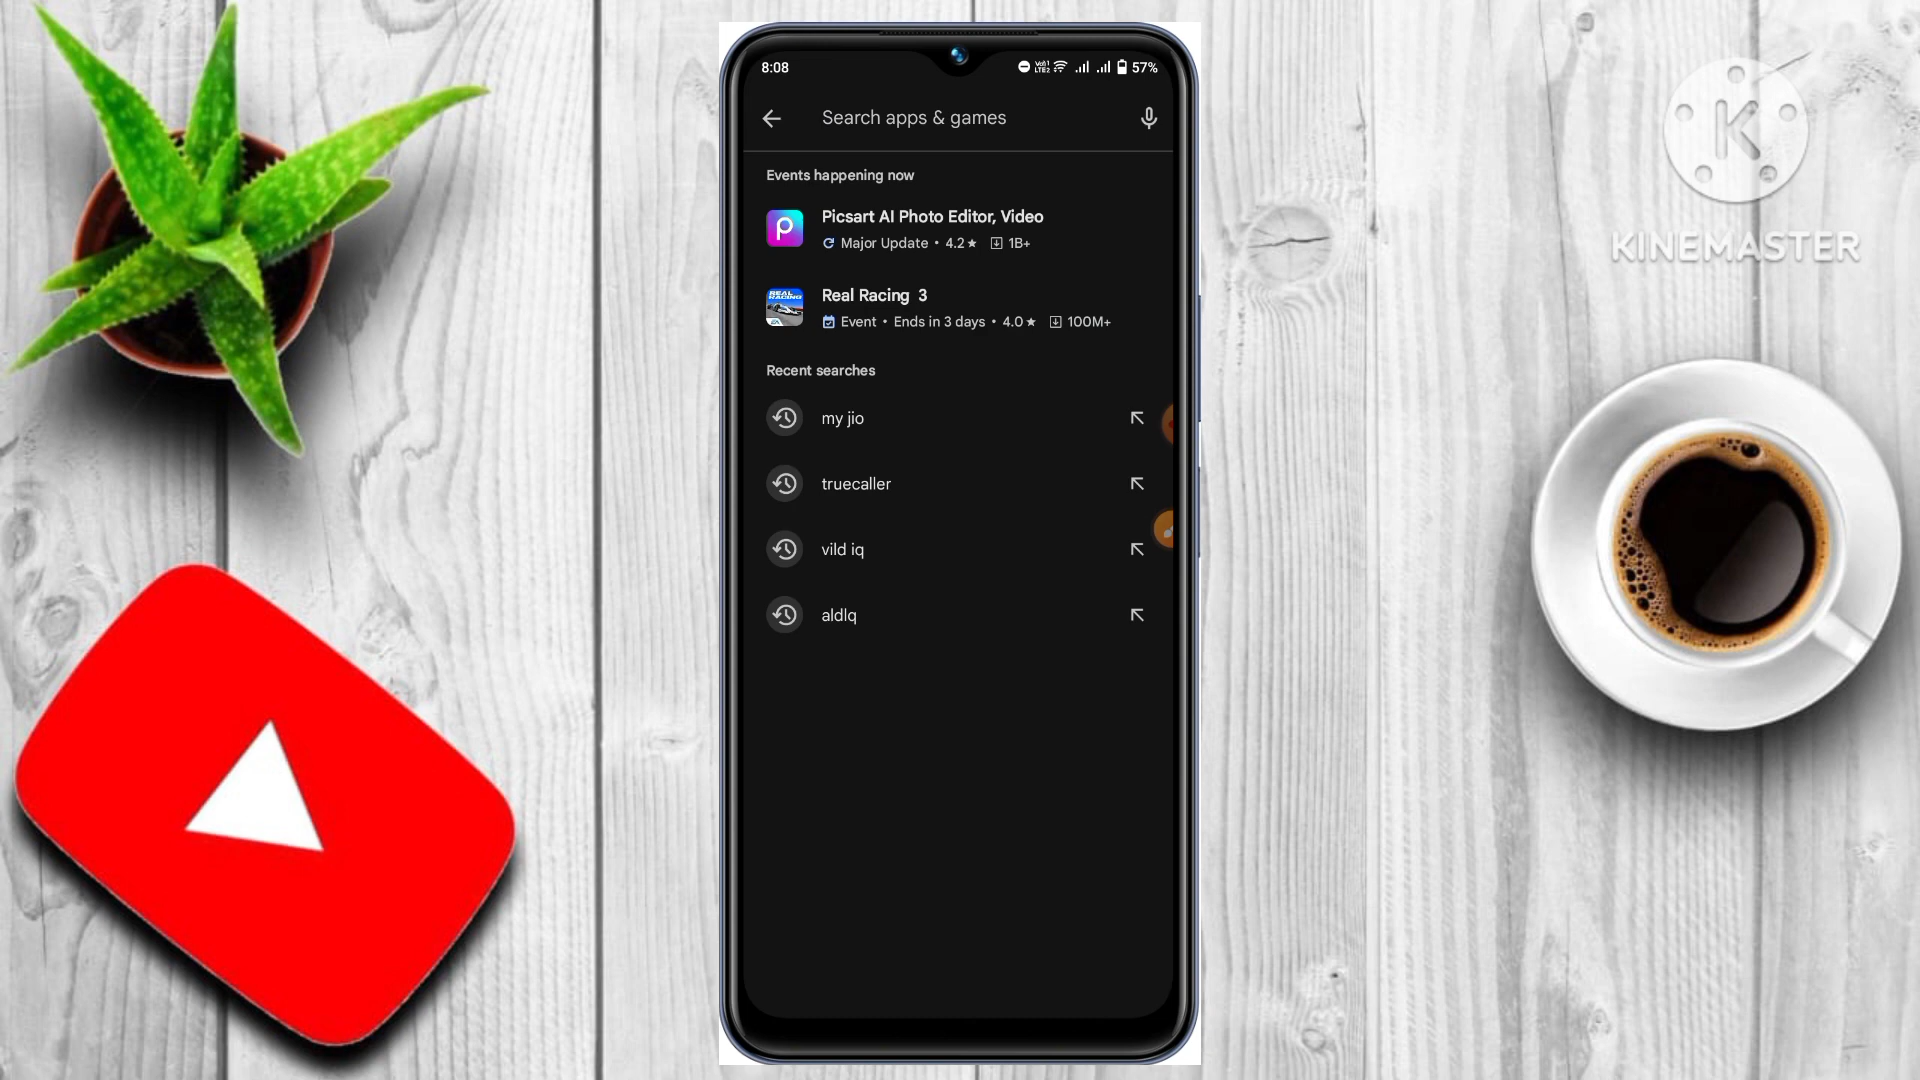 8:08
57%
Search apps & games
Events happening now
Picsart AI Photo Editor, Video
Major Update • 4.2★ 1B+
Real Racing 3
Event • Ends in 3 days • 4.0★ 100M+
Recent searches
my jio
truecaller
vild iq
aldlq
K
KINEMASTER